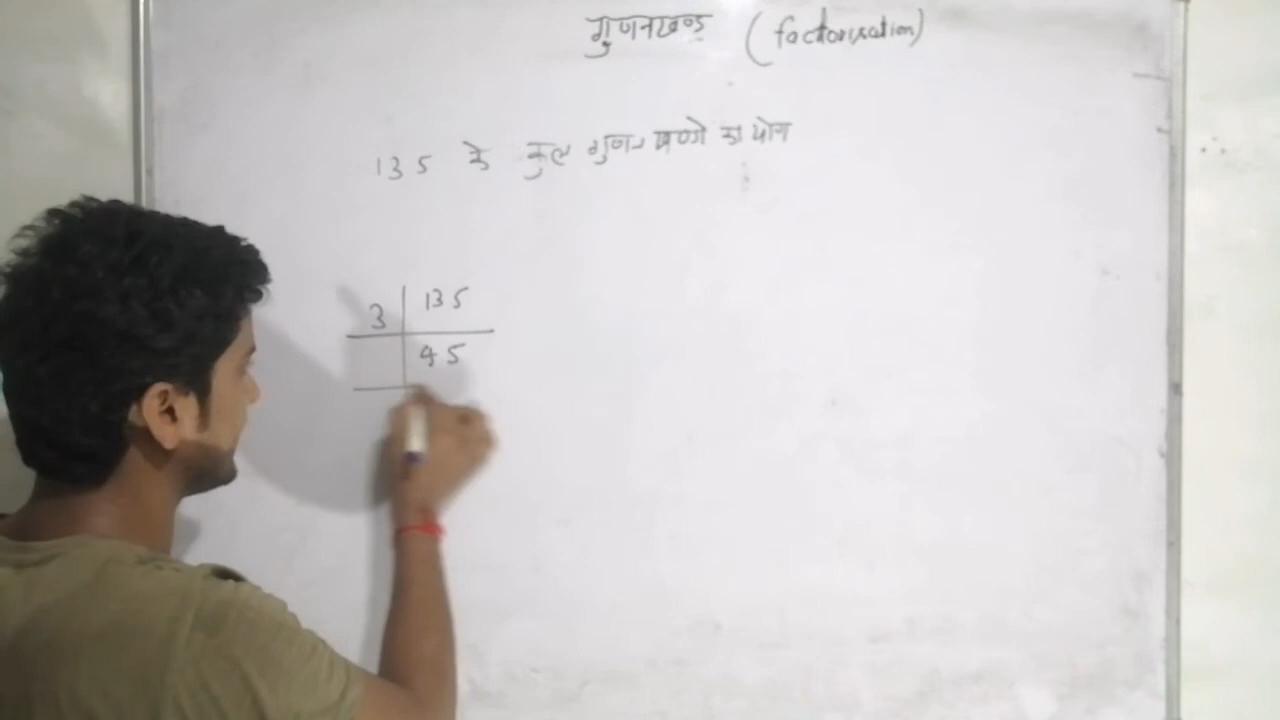 गुणनखण्ड (factorisation)
135 के कुल गुणनखण्डो का योग
3 | 135
45